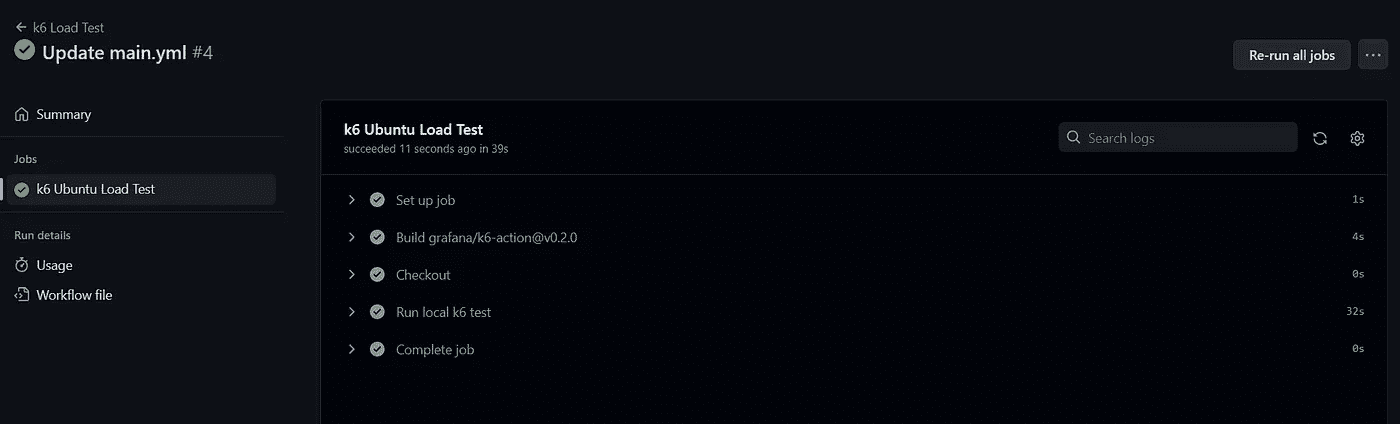 k6 Load Test
Update main.yml #4
Re-run all jobs
Summary
Jobs
k6 Ubuntu Load Test
Run details
Usage
Workflow file
k6 Ubuntu Load Test
succeeded 11 seconds ago in 39s
Search logs
Set up job 1s
Build grafana/k6-action@v0.2.0 4s
Checkout 0s
Run local k6 test 32s
Complete job 0s